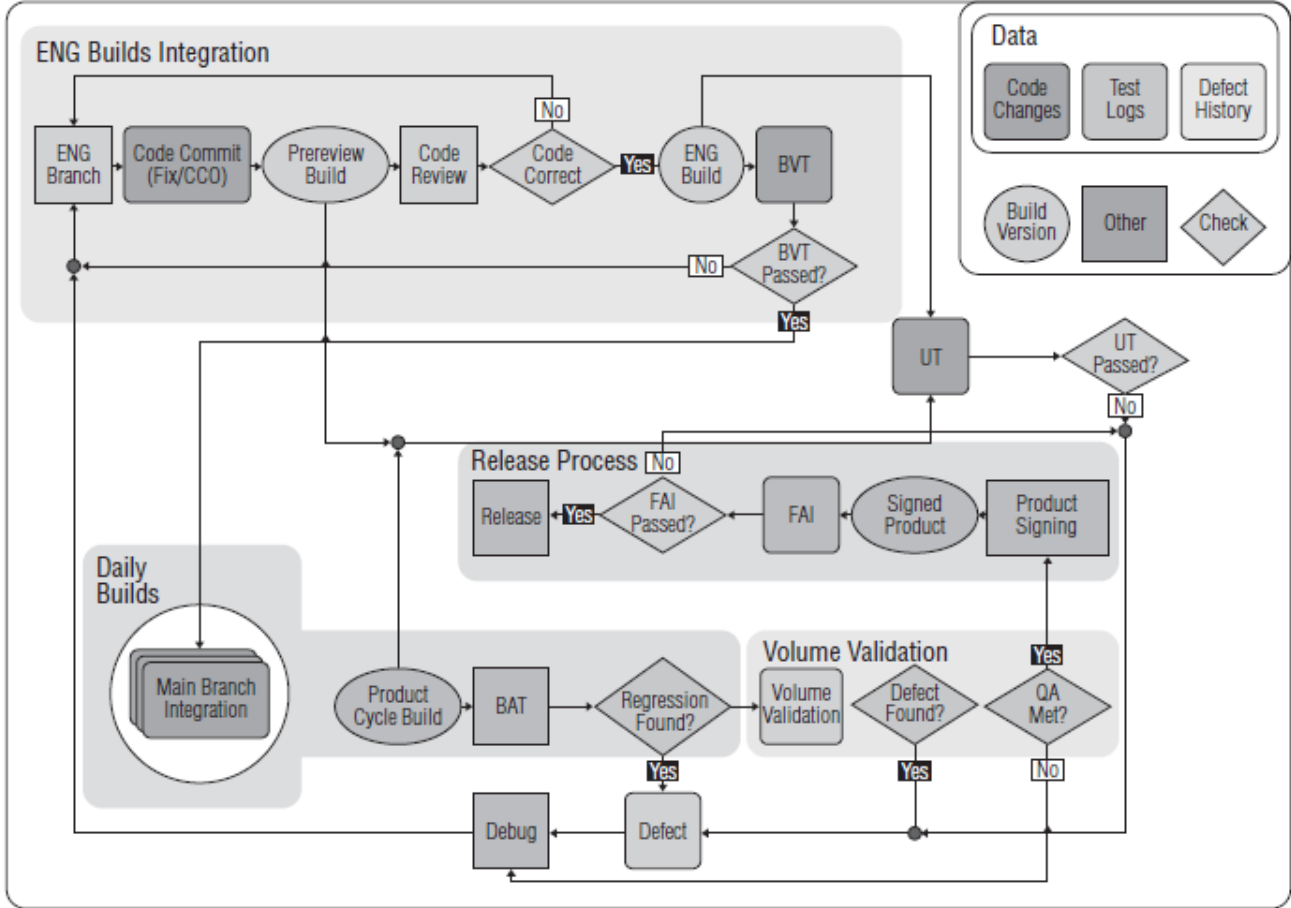 ENG Builds Integration
No
ENG
Branch
Code Commit
(Fix/CCO)
Prereview
Build
Code
Review
Code
Correct
Yes
ENG
Build
BVT
No
BVT
Passed?
Yes
Data
Code
Changes
Test
Logs
Defect
History
Build
Version
Other
Check
UT
UT
Passed?
No
Release Process
No
Release
Yes
FAI
Passed?
FAI
Signed
Product
Product
Signing
Daily
Builds
Main Branch
Integration
Product
Cycle Build
BAT
Regression
Found?
Yes
Volume Validation
Volume
Validation
Defect
Found?
Yes
Yes
QA
Met?
No
Debug
Defect